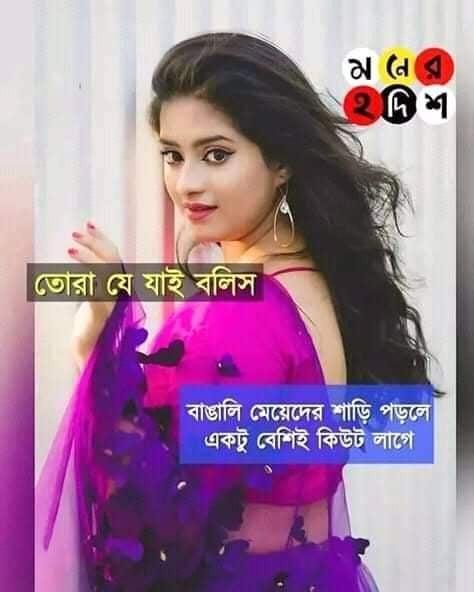 মনের
হদিশ
তোরা যে যাই বলিস
বাঙালি মেয়েদের শাড়ি পড়লে
একটু বেশিই কিউট লাগে